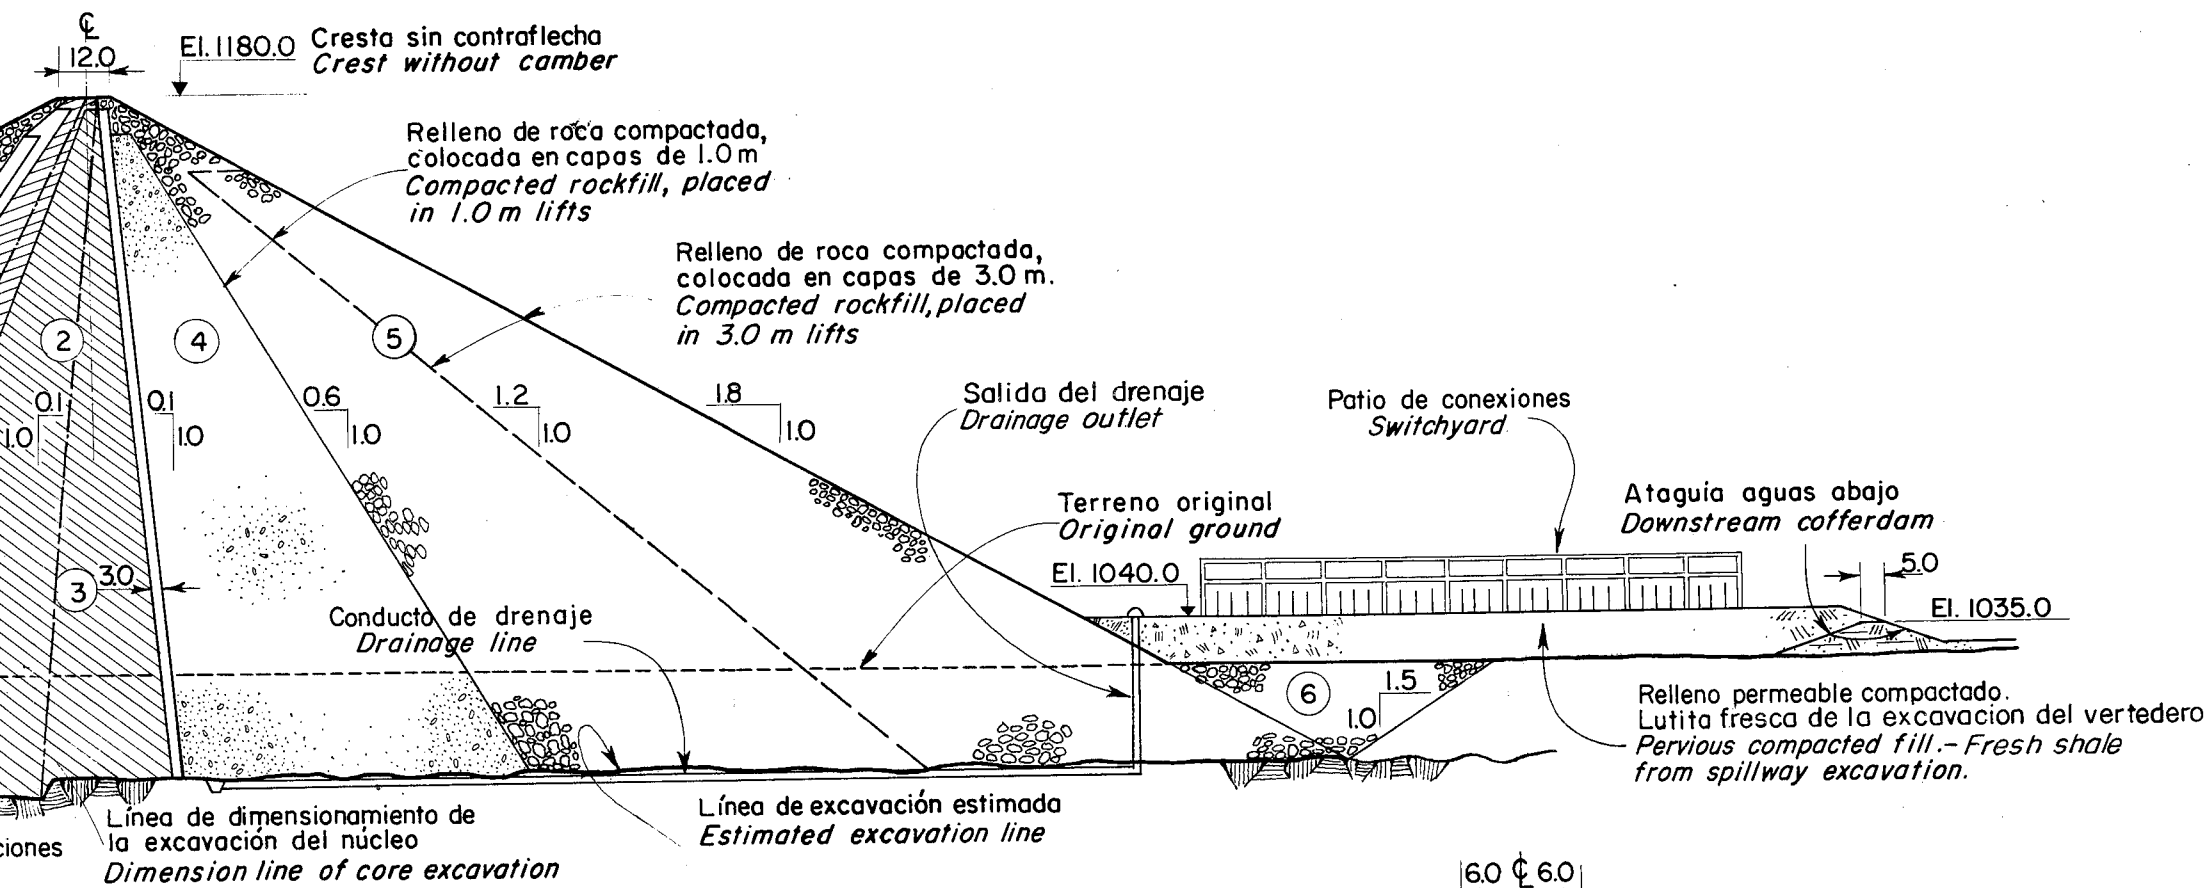 ℄
12.0
El. 1180.0
Cresta sin contraflecha
Crest without camber
Relleno de roca compactada,
colocada en capas de 1.0 m
Compacted rockfill, placed
in 1.0 m lifts
Relleno de roca compactada,
colocada en capas de 3.0 m.
Compacted rockfill, placed
in 3.0 m lifts
2
4
5
0.1
1.0
0.1
1.0
0.6
1.0
1.2
1.0
1.8
1.0
Salida del drenaje
Drainage outlet
Patio de conexiones
Switchyard
Terreno original
Original ground
Ataguia aguas abajo
Downstream cofferdam
El. 1040.0
5.0
El. 1035.0
3
3.0
Conducto de drenaje
Drainage line
6
1.5
1.0
Relleno permeable compactado.
Lutita fresca de la excavacion del vertedero
Pervious compacted fill.- Fresh shale
from spillway excavation.
Línea de dimensionamiento de
la excavación del núcleo
Dimension line of core excavation
Línea de excavación estimada
Estimated excavation line
ciones
6.0 ℄ 6.0